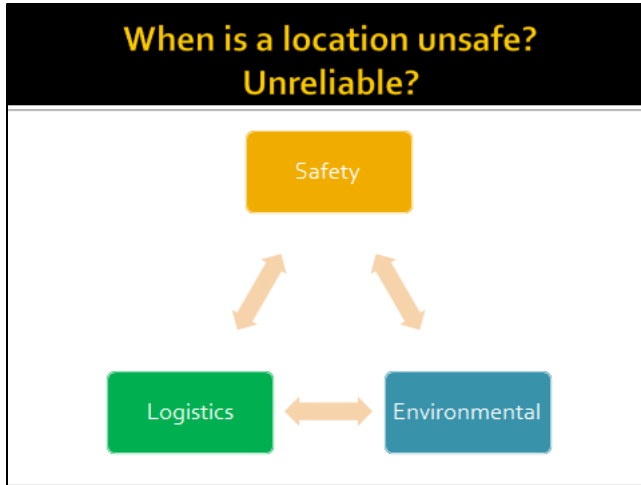 When is a location unsafe?
Unreliable?
Safety
Logistics
Environmental